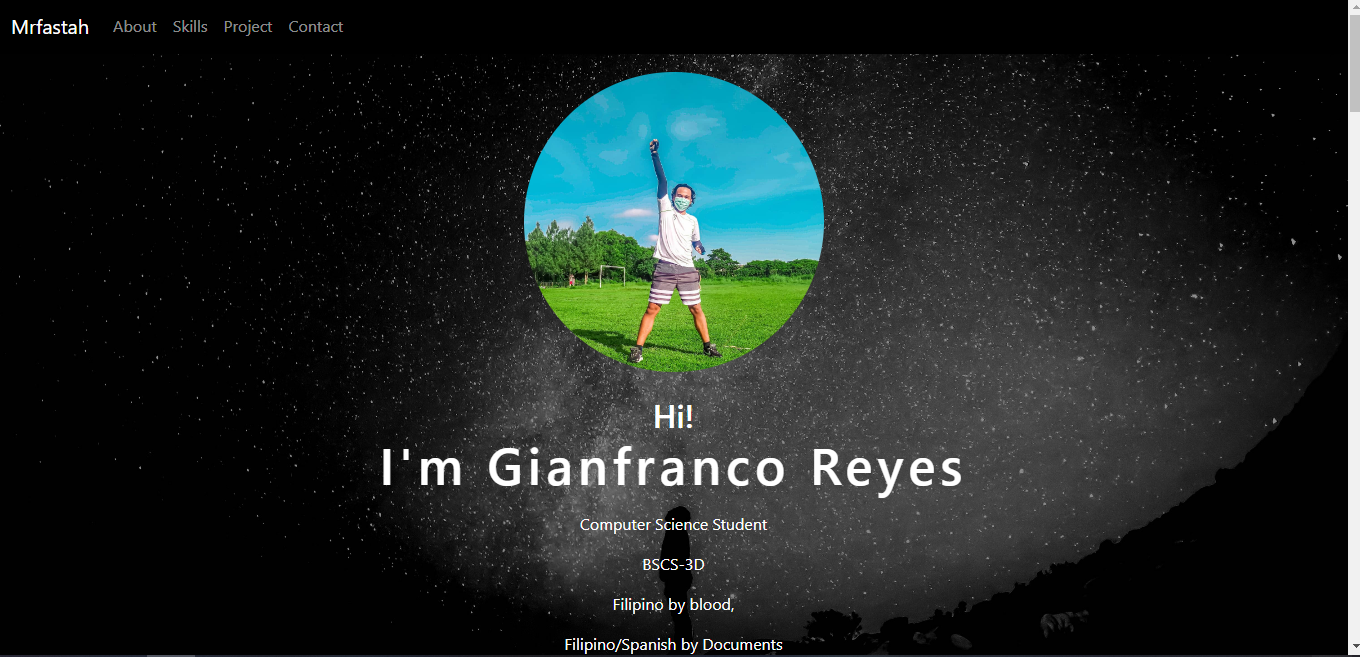 Mrfastah About Skills Project Contact
Hi!
I'm Gianfranco Reyes
Computer Science Student
BSCS-3D
Filipino by blood,
Filipino/Spanish by Documents